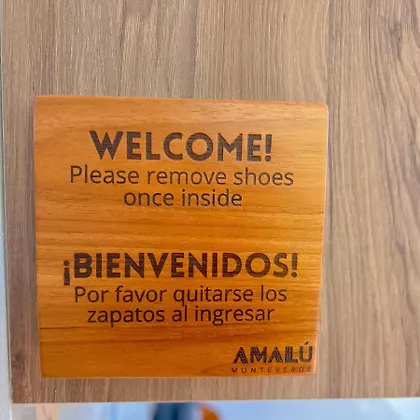 WELCOME!
Please remove shoes
once inside
¡BIENVENIDOS!
Por favor quitarse los
zapatos al ingresar
AMALÚ
MONTEVERDE